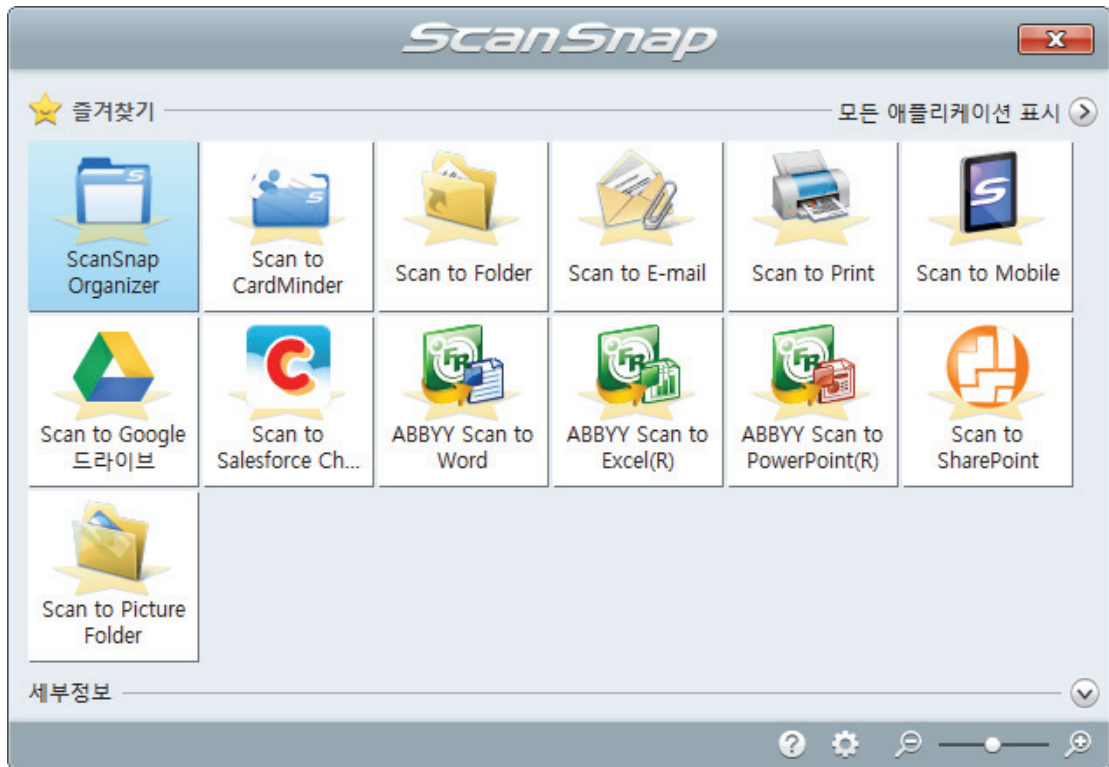 ScanSnap
즐겨찾기
모든 애플리케이션 표시
ScanSnap
Organizer
Scan to
CardMinder
Scan to Folder
Scan to E-mail
Scan to Print
Scan to Mobile
Scan to Google
드라이브
Scan to
Salesforce Ch...
ABBYY Scan to
Word
ABBYY Scan to
Excel(R)
ABBYY Scan to
PowerPoint(R)
Scan to
SharePoint
Scan to Picture
Folder
세부정보